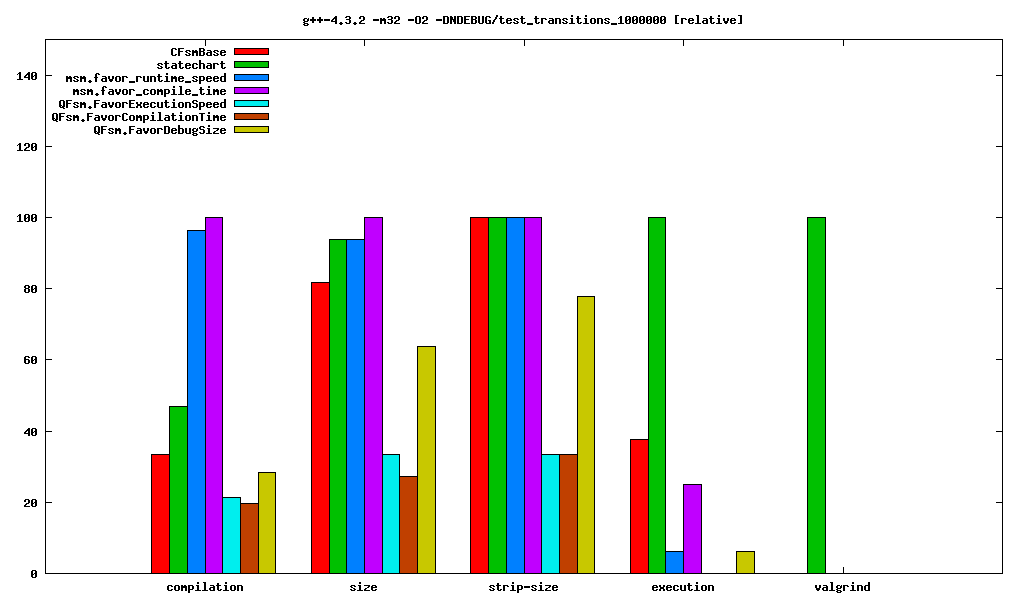 g++-4.3.2 -m32 -O2 -DNDEBUG/test_transitions_1000000 [relative]
CFsmBase
statechart
msm.favor_runtime_speed
msm.favor_compile_time
QFsm.FavorExecutionSpeed
QFsm.FavorCompilationTime
QFsm.FavorDebugSize
140
120
100
80
60
40
20
0
compilation size strip-size execution valgrind